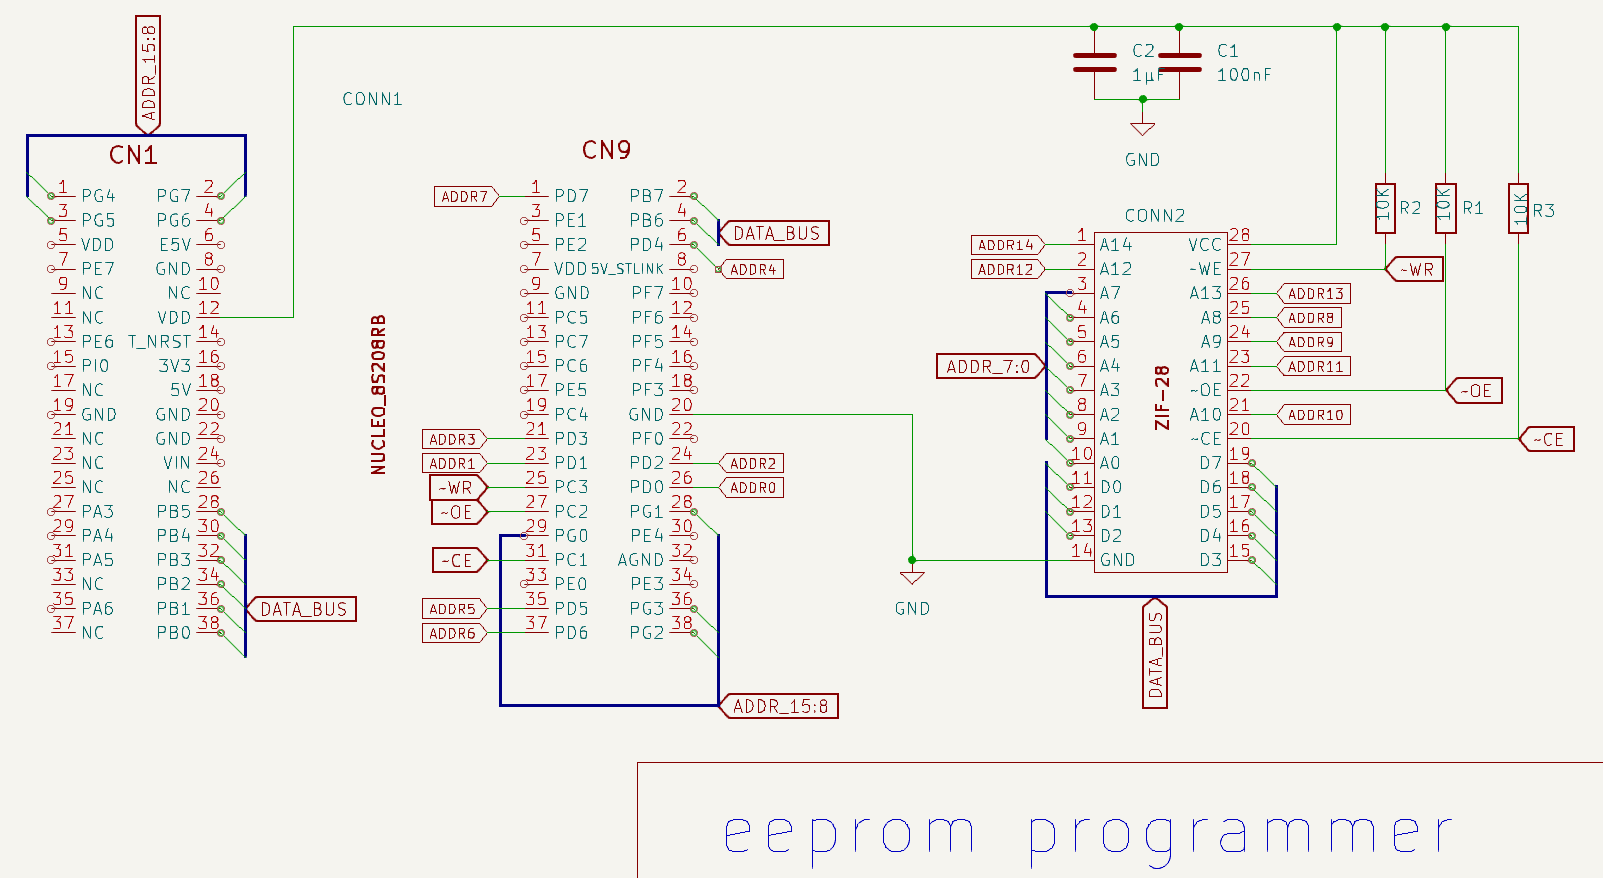 ADDR_15:8
CONN1
CN1
1 PG4 PG7 2
3 PG5 PG6 4
5 VDD E5V 6
7 PE7 GND 8
9 NC NC 10
11 NC VDD 12
13 PE6 T_NRST 14
15 PI0 3V3 16
17 NC 5V 18
19 GND GND 20
21 NC GND 22
23 NC VIN 24
25 NC NC 26
27 PA3 PB5 28
29 PA4 PB4 30
31 PA5 PB3 32
33 NC PB2 34
35 PA6 PB1 36
37 NC PB0 38
DATA_BUS
NUCLEO_8S208RB
CN9
ADDR7 1 PD7 PB7 2
3 PE1 PB6 4
DATA_BUS
5 PE2 PD4 6
7 VDD 5V_STLINK 8 ADDR4
9 GND PF7 10
11 PC5 PF6 12
13 PC7 PF5 14
15 PC6 PF4 16
17 PE5 PF3 18
19 PC4 GND 20
ADDR3 21 PD3 PF0 22
ADDR1 23 PD1 PD2 24 ADDR2
~WR 25 PC3 PD0 26 ADDR0
~OE 27 PC2 PG1 28
29 PG0 PE4 30
~CE 31 PC1 AGND 32
33 PE0 PE3 34
ADDR5 35 PD5 PG3 36
ADDR6 37 PD6 PG2 38
ADDR_15:8
GND
C2
1µF
C1
100nF
GND
10K R2
10K R1
10K R3
CONN2
ZIF-28
ADDR14 1 A14 VCC 28
ADDR12 2 A12 ~WE 27 ~WR
3 A7 A13 26 ADDR13
4 A6 A8 25 ADDR8
5 A5 A9 24 ADDR9
ADDR_7:0 6 A4 A11 23 ADDR11
7 A3 ~OE 22 ~OE
8 A2 A10 21 ADDR10
9 A1 ~CE 20 ~CE
10 A0 D7 19
11 D0 D6 18
12 D1 D5 17
13 D2 D4 16
14 GND D3 15
DATA_BUS
eeprom programmer